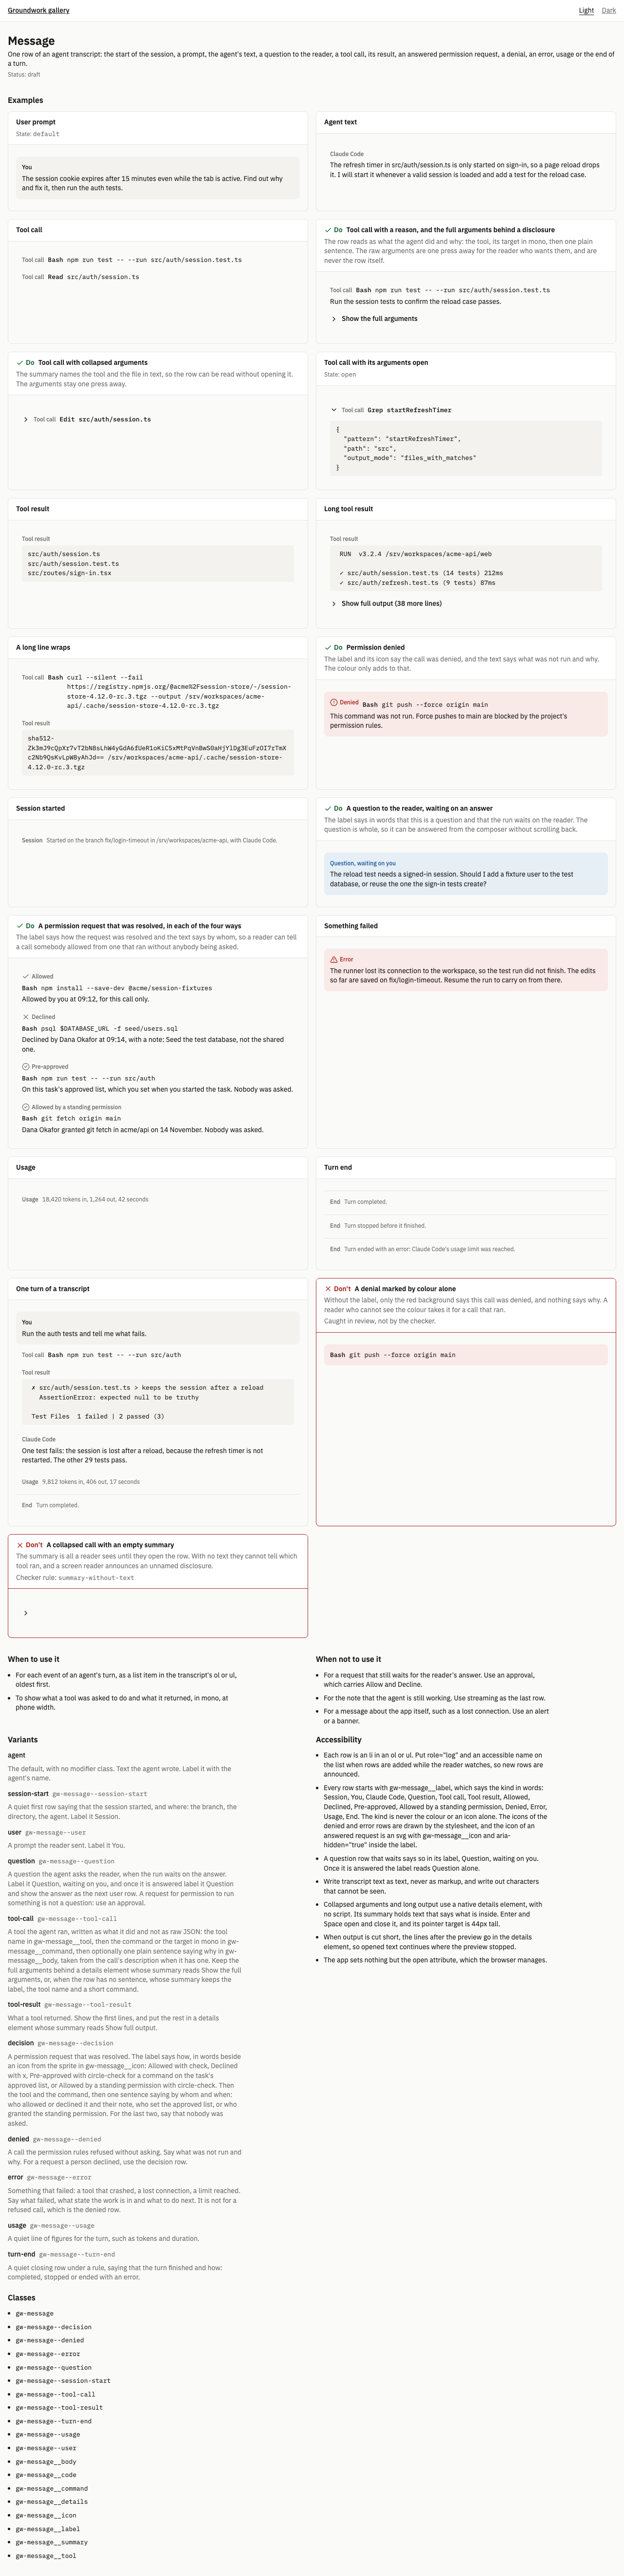 Groundwork gallery
Light Dark
Message
One row of an agent transcript: the start of the session, a prompt, the agent's text, a question to the reader, a tool call, its result, an answered permission request, a denial, an error, usage or the end of
a turn.
Status: draft
Examples
User prompt
State: default
You
The session cookie expires after 15 minutes even while the tab is active. Find out why
and fix it, then run the auth tests.
Agent text
Claude Code
The refresh timer in src/auth/session.ts is only started on sign-in, so a page reload drops
it. I will start it whenever a valid session is loaded and add a test for the reload case.
Tool call
Tool call Bash npm run test -- --run src/auth/session.test.ts
Tool call Read src/auth/session.ts
Do Tool call with a reason, and the full arguments behind a disclosure
The row reads as what the agent did and why: the tool, its target in mono, then one plain
sentence. The raw arguments are one press away for the reader who wants them, and are
never the row itself.
Tool call Bash npm run test -- --run src/auth/session.test.ts
Run the session tests to confirm the reload case passes.
Show the full arguments
Do Tool call with collapsed arguments
The summary names the tool and the file in text, so the row can be read without opening it.
The arguments stay one press away.
Tool call Edit src/auth/session.ts
Tool call with its arguments open
State: open
Tool call Grep startRefreshTimer
{
"pattern": "startRefreshTimer",
"path": "src",
"output_mode": "files_with_matches"
}
Tool result
Tool result
src/auth/session.ts
src/auth/session.test.ts
src/routes/sign-in.tsx
Long tool result
Tool result
RUN v3.2.4 /srv/workspaces/acme-api/web
✓ src/auth/session.test.ts (14 tests) 212ms
✓ src/auth/refresh.test.ts (9 tests) 87ms
Show full output (38 more lines)
A long line wraps
Tool call Bash curl --silent --fail
https://registry.npmjs.org/@acme%2Fsession-store/-/session-
store-4.12.0-rc.3.tgz --output /srv/workspaces/acme-
api/.cache/session-store-4.12.0-rc.3.tgz
Tool result
sha512-
c2Nb9QsKvLpW8yAhJd== /srv/workspaces/acme-api/.cache/session-store-
4.12.0-rc.3.tgz
Do Permission denied
The label and its icon say the call was denied, and the text says what was not run and why.
The colour only adds to that.
Denied Bash git push --force origin main
This command was not run. Force pushes to main are blocked by the project's
permission rules.
Session started
Session Started on the branch fix/login-timeout in /srv/workspaces/acme-api, with Claude Code.
Do A question to the reader, waiting on an answer
The label says in words that this is a question and that the run waits on the reader. The
question is whole, so it can be answered from the composer without scrolling back.
Question, waiting on you
The reload test needs a signed-in session. Should I add a fixture user to the test
database, or reuse the one the sign-in tests create?
Do A permission request that was resolved, in each of the four ways
The label says how the request was resolved and the text says by whom, so a reader can tell
a call somebody allowed from one that ran without anybody being asked.
Allowed
Bash npm install --save-dev @acme/session-fixtures
Allowed by you at 09:12, for this call only.
Declined
Bash psql $DATABASE_URL -f seed/users.sql
Declined by Dana Okafor at 09:14, with a note: Seed the test database, not the shared
one.
Pre-approved
Bash npm run test -- --run src/auth
On this task's approved list, which you set when you started the task. Nobody was asked.
Allowed by a standing permission
Bash git fetch origin main
Dana Okafor granted git fetch in acme/api on 14 November. Nobody was asked.
Something failed
Error
The runner lost its connection to the workspace, so the test run did not finish. The edits
so far are saved on fix/login-timeout. Resume the run to carry on from there.
Usage
Usage 18,420 tokens in, 1,264 out, 42 seconds
Turn end
End Turn completed.
End Turn stopped before it finished.
End Turn ended with an error: Claude Code's usage limit was reached.
One turn of a transcript
You
Run the auth tests and tell me what fails.
Tool call Bash npm run test -- --run src/auth
Tool result
✗ src/auth/session.test.ts > keeps the session after a reload
AssertionError: expected null to be truthy
Test Files 1 failed | 2 passed (3)
Claude Code
One test fails: the session is lost after a reload, because the refresh timer is not
restarted. The other 29 tests pass.
Usage 9,812 tokens in, 406 out, 17 seconds
End Turn completed.
Don't A denial marked by colour alone
Without the label, only the red background says this call was denied, and nothing says why. A
reader who cannot see the colour takes it for a call that ran.
Caught in review, not by the checker.
Bash git push --force origin main
Don't A collapsed call with an empty summary
The summary is all a reader sees until they open the row. With no text they cannot tell which
tool ran, and a screen reader announces an unnamed disclosure.
Checker rule: summary-without-text
When to use it
For each event of an agent's turn, as a list item in the transcript's ol or ul,
oldest first.
To show what a tool was asked to do and what it returned, in mono, at
phone width.
When not to use it
For a request that still waits for the reader's answer. Use an approval,
which carries Allow and Decline.
For the note that the agent is still working. Use streaming as the last row.
For a message about the app itself, such as a lost connection. Use an alert
or a banner.
Variants
agent
The default, with no modifier class. Text the agent wrote. Label it with the
agent's name.
session-start gw-message--session-start
A quiet first row saying that the session started, and where: the branch, the
directory, the agent. Label it Session.
user gw-message--user
A prompt the reader sent. Label it You.
question gw-message--question
A question the agent asks the reader, when the run waits on the answer.
Label it Question, waiting on you, and once it is answered label it Question
and show the answer as the next user row. A request for permission to run
something is not a question: use an approval.
tool-call gw-message--tool-call
A tool the agent ran, written as what it did and not as raw JSON: the tool
name in gw-message__tool, then the command or the target in mono in gw-
message__command, then optionally one plain sentence saying why in gw-
message__body, taken from the call's description when it has one. Keep the
full arguments behind a details element whose summary reads Show the full
arguments, or, when the row has no sentence, whose summary keeps the
label, the tool name and a short command.
tool-result gw-message--tool-result
What a tool returned. Show the first lines, and put the rest in a details
element whose summary reads Show full output.
decision gw-message--decision
A permission request that was resolved. The label says how, in words beside
an icon from the sprite in gw-message__icon: Allowed with check, Declined
with x, Pre-approved with circle-check for a command on the task's
approved list, or Allowed by a standing permission with circle-check. Then
the tool and the command, then one sentence saying by whom and when:
who allowed or declined it and their note, who set the approved list, or who
granted the standing permission. For the last two, say that nobody was
asked.
denied gw-message--denied
A call the permission rules refused without asking. Say what was not run and
why. For a request a person declined, use the decision row.
error gw-message--error
Something that failed: a tool that crashed, a lost connection, a limit reached.
Say what failed, what state the work is in and what to do next. It is not for a
refused call, which is the denied row.
usage gw-message--usage
A quiet line of figures for the turn, such as tokens and duration.
turn-end gw-message--turn-end
A quiet closing row under a rule, saying that the turn finished and how:
completed, stopped or ended with an error.
Accessibility
Each row is an li in an ol or ul. Put role="log" and an accessible name on
the list when rows are added while the reader watches, so new rows are
announced.
Every row starts with gw-message__label, which says the kind in words:
Session, You, Claude Code, Question, Tool call, Tool result, Allowed,
Declined, Pre-approved, Allowed by a standing permission, Denied, Error,
Usage, End. The kind is never the colour or an icon alone. The icons of the
denied and error rows are drawn by the stylesheet, and the icon of an
answered request is an svg with gw-message__icon and aria-
hidden="true" inside the label.
A question row that waits says so in its label, Question, waiting on you.
Once it is answered the label reads Question alone.
Write transcript text as text, never as markup, and write out characters
that cannot be seen.
Collapsed arguments and long output use a native details element, with
no script. Its summary holds text that says what is inside. Enter and
Space open and close it, and its pointer target is 44px tall.
When output is cut short, the lines after the preview go in the details
element, so opened text continues where the preview stopped.
The app sets nothing but the open attribute, which the browser manages.
Classes
gw-message
gw-message--decision
gw-message--denied
gw-message--error
gw-message--question
gw-message--session-start
gw-message--tool-call
gw-message--tool-result
gw-message--turn-end
gw-message--usage
gw-message--user
gw-message__body
gw-message__code
gw-message__command
gw-message__details
gw-message__icon
gw-message__label
gw-message__summary
gw-message__tool